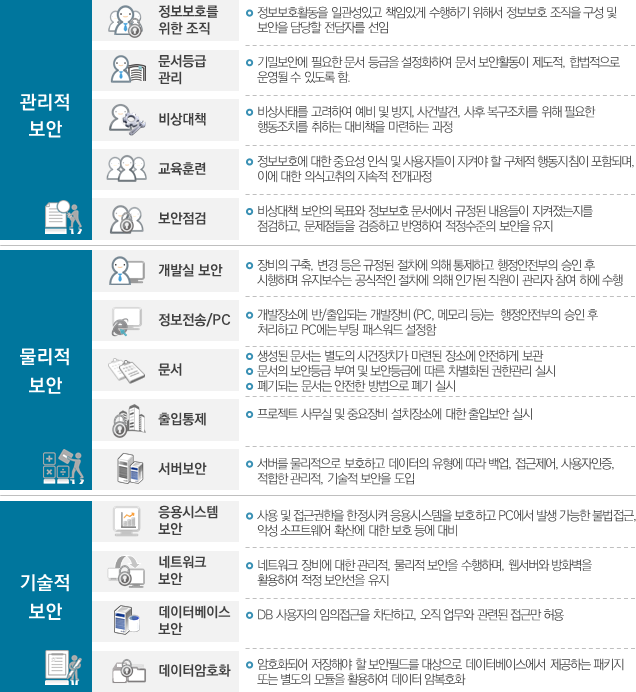 관리적
보안
정보보호를
위한 조직
정보보호활동을 일관성있고 책임있게 수행하기 위해서 정보보호 조직을 구성 및
보안을 담당할 전담자를 선임
문서등급
관리
기밀보안에 필요한 문서 등급을 설정화하여 문서 보안활동이 제도적, 합법적으로
운영될 수 있도록 함.
비상대책
비상사태를 고려하여 예비 및 방지, 사건발견, 사후 복구조치를 위해 필요한
행동조치를 취하는 대비책을 마련하는 과정
교육훈련
정보보호에 대한 중요성 인식 및 사용자들이 지켜야 할 구체적 행동지침이 포함되며,
이에 대한 의식고취의 지속적 전개과정
보안점검
비상대책 보안의 목표와 정보보호 문서에서 규정된 내용들이 지켜졌는지를
점검하고, 문제점들을 검증하고 반영하여 적정수준의 보안을 유지
물리적
보안
개발실 보안
장비의 구축, 변경 등은 규정된 절차에 의해 통제하고 행정안전부의 승인 후
시행하며 유지보수는 공식적인 절차에 의해 인가된 직원이 관리자 참여 하에 수행
정보전송/PC
개발장소에 반/출입되는 개발장비 (PC, 메모리 등)는 행정안전부의 승인 후
처리하고 PC에는 부팅 패스워드 설정함
문서
생성된 문서는 별도의 시건장치가 마련된 장소에 안전하게 보관
문서의 보안등급 부여 및 보안등급에 따른 차별화된 권한관리 실시
폐기되는 문서는 안전한 방법으로 폐기 실시
출입통제
프로젝트 사무실 및 중요장비 설치장소에 대한 출입보안 실시
서버보안
서버를 물리적으로 보호하고 데이터의 유형에 따라 백업, 접근제어, 사용자인증,
적합한 관리적, 기술적 보안을 도입
기술적
보안
응용시스템
보안
사용 및 접근권한을 한정시켜 응용시스템을 보호하고 PC에서 발생 가능한 불법접근,
악성 소프트웨어 확산에 대한 보호 등에 대비
네트워크
보안
네트워크 장비에 대한 관리적, 물리적 보안을 수행하며, 웹서버와 방화벽을
활용하여 적정 보안선을 유지
데이터베이스
보안
DB 사용자의 임의접근을 차단하고, 오직 업무와 관련된 접근만 허용
데이터암호화
암호화되어 저장해야 할 보안필드를 대상으로 데이터베이스에서 제공하는 패키지
또는 별도의 모듈을 활용하여 데이터 암복호화